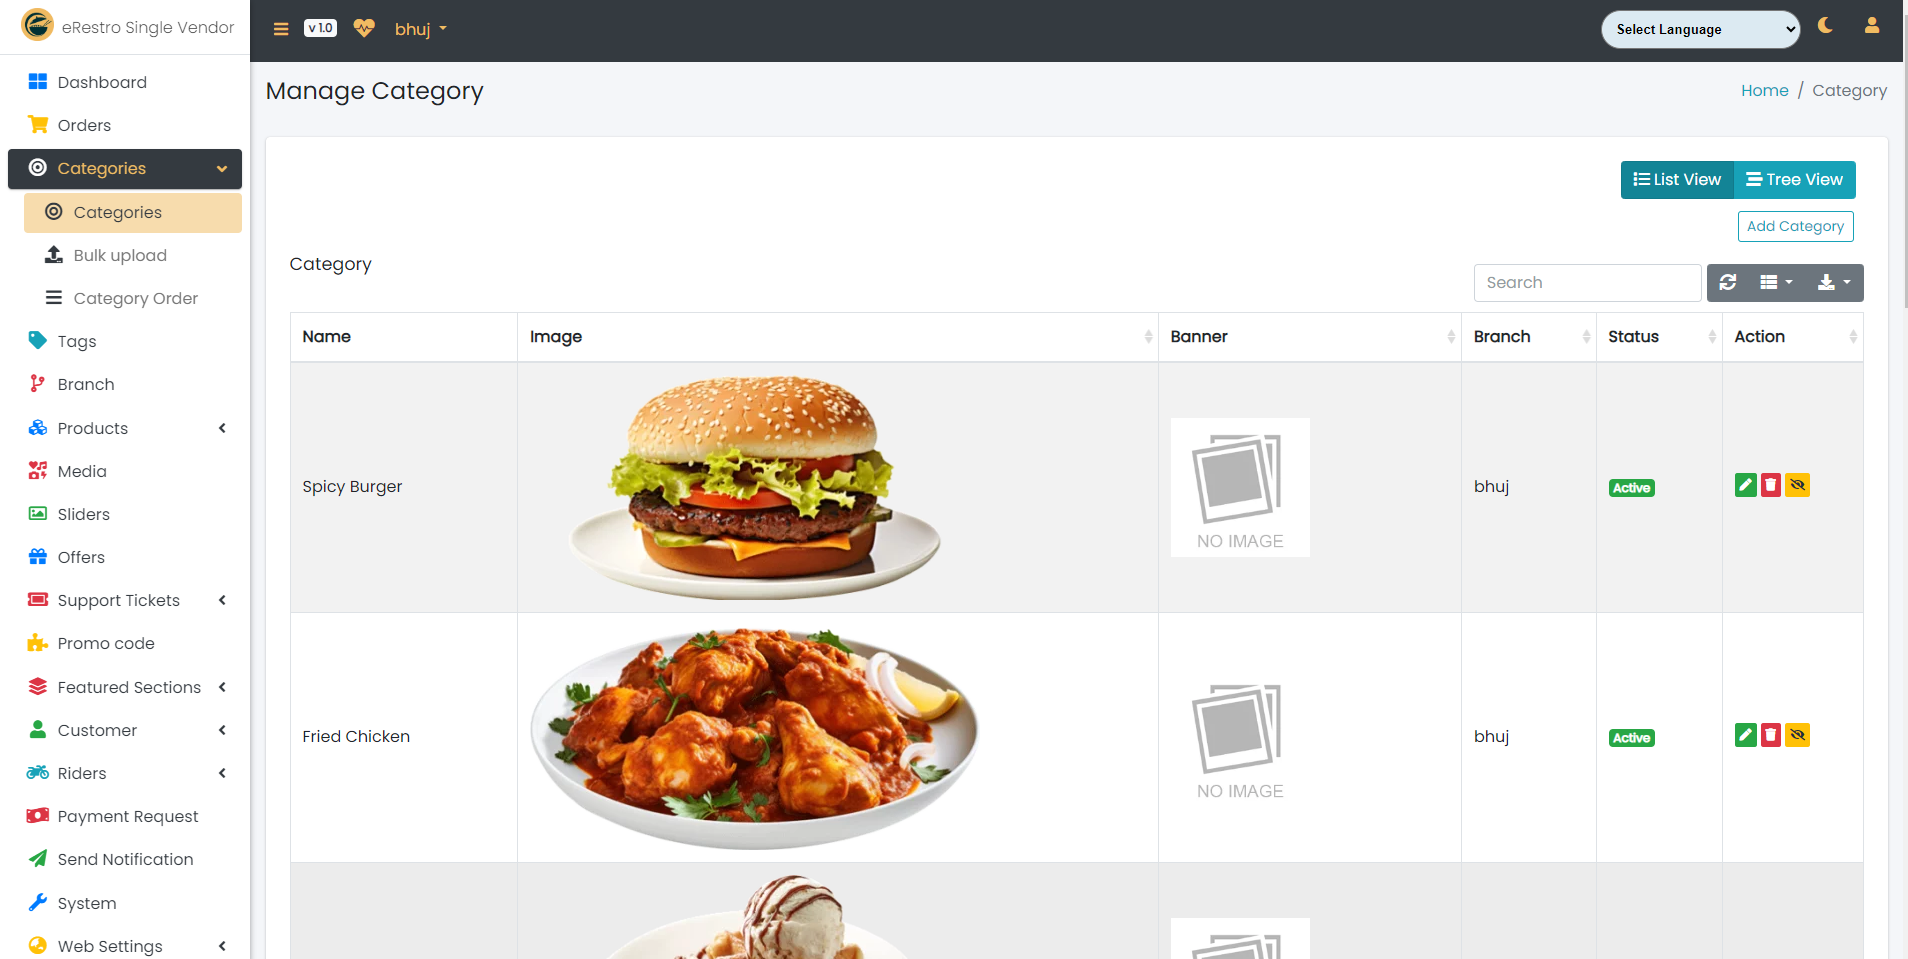 eRestro Single Vendor
v 1.0
bhuj
Select Language
Dashboard
Orders
Categories
Categories
Bulk upload
Category Order
Tags
Branch
Products
Media
Sliders
Offers
Support Tickets
Promo code
Featured Sections
Customer
Riders
Payment Request
Send Notification
System
Web Settings
Manage Category
Home / Category
List View
Tree View
Add Category
Category
Search
Name Image Banner Branch Status Action
Spicy Burger NO IMAGE bhuj Active
Fried Chicken NO IMAGE bhuj Active